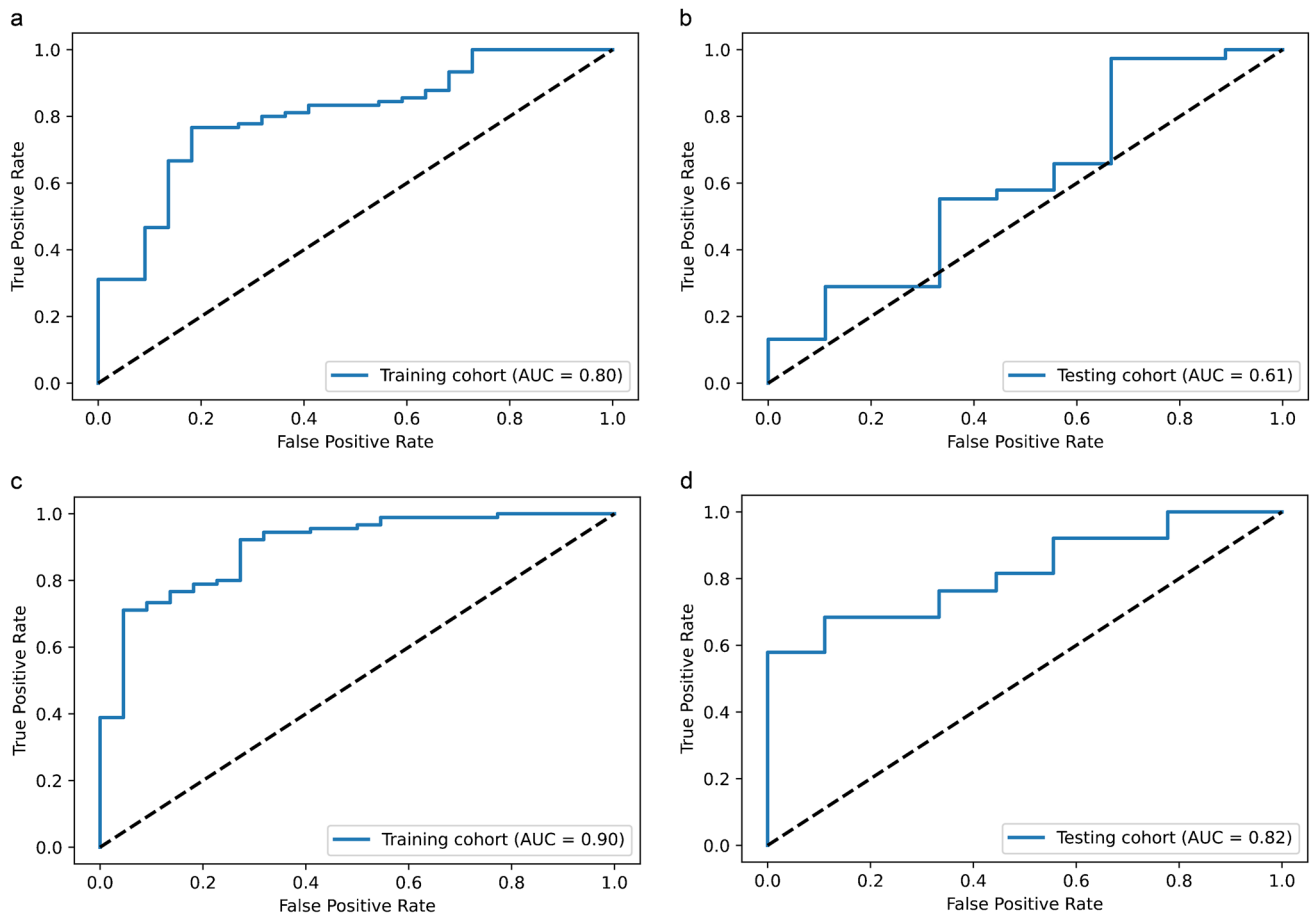 a
1.0
0.8
0.6
0.4
0.2
0.0
True Positive Rate
Training cohort (AUC = 0.80)
0.0 0.2 0.4 0.6 0.8 1.0
False Positive Rate
b
1.0
0.8
0.6
0.4
0.2
0.0
True Positive Rate
Testing cohort (AUC = 0.61)
0.0 0.2 0.4 0.6 0.8 1.0
False Positive Rate
c
1.0
0.8
0.6
0.4
0.2
0.0
True Positive Rate
Training cohort (AUC = 0.90)
0.0 0.2 0.4 0.6 0.8 1.0
False Positive Rate
d
1.0
0.8
0.6
0.4
0.2
0.0
True Positive Rate
Testing cohort (AUC = 0.82)
0.0 0.2 0.4 0.6 0.8 1.0
False Positive Rate